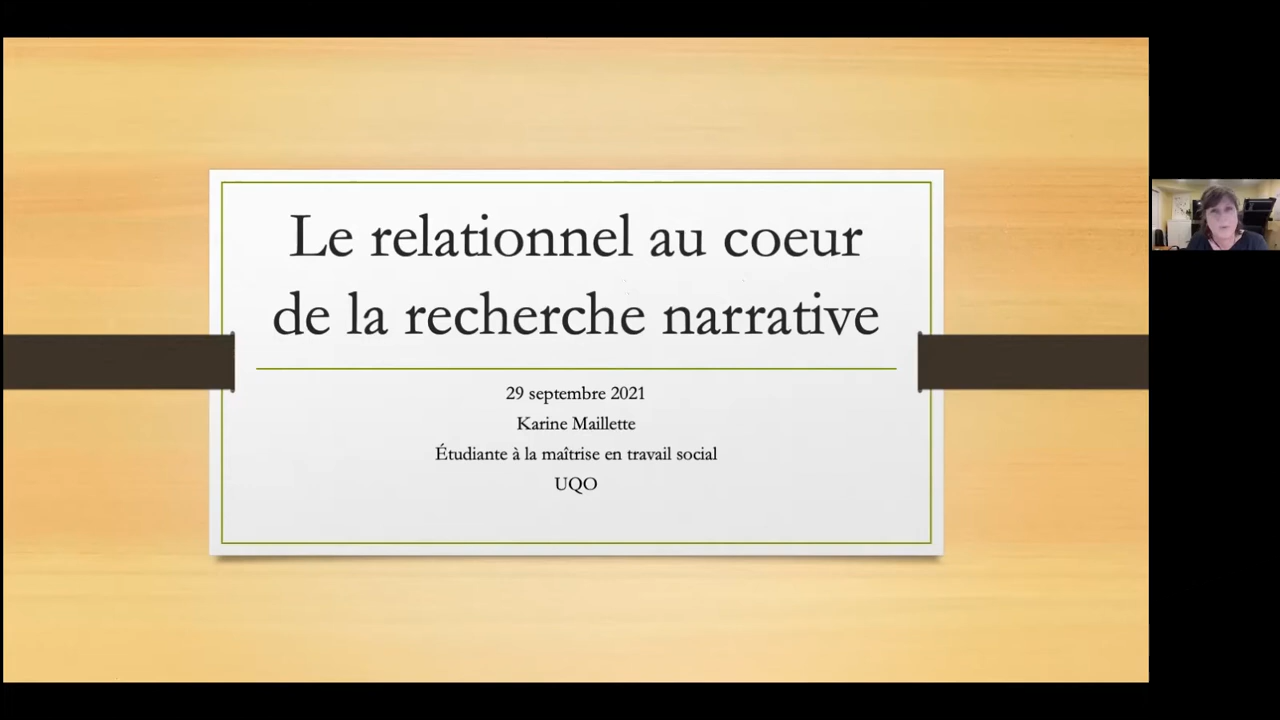 Le relationnel au coeur
de la recherche narrative
29 septembre 2021
Karine Maillette
Étudiante à la maîtrise en travail social
UQO